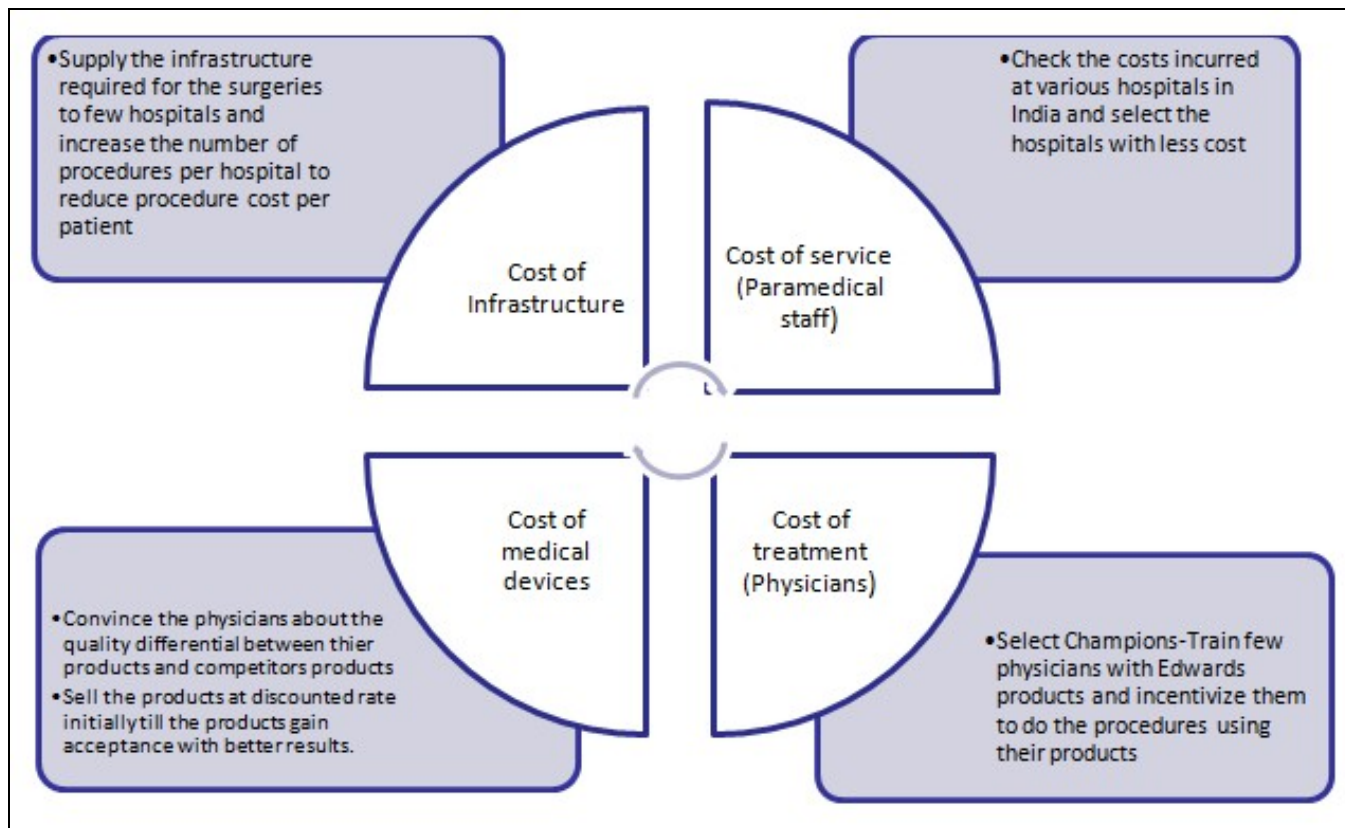 •Supply the infrastructure
required for the surgeries
to few hospitals and
increase the number of
procedures per hospital to
reduce procedure cost per
patient
•Check the costs incurred
at various hospitals in
India and select the
hospitals with less cost
Cost of
Infrastructure
Cost of service
(Paramedical
staff)
Cost of
medical
devices
Cost of
treatment
(Physicians)
•Convince the physicians about the
quality differential between thier
products and competitors products
•Sell the products at discounted rate
initially till the products gain
acceptance with better results.
•Select Champions-Train few
physicians with Edwards
products and incentivize them
to do the procedures using
their products